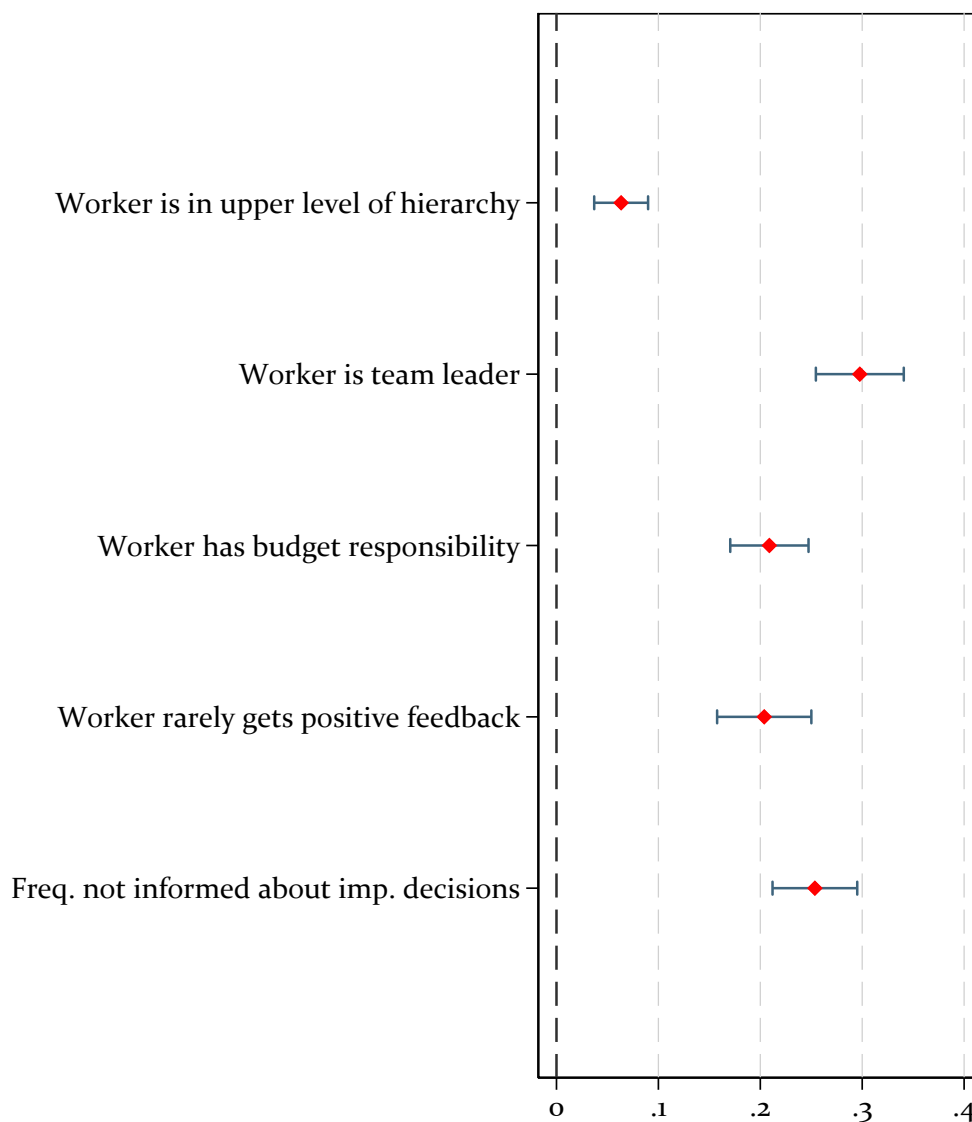 Worker is in upper level of hierarchy
Worker is team leader
Worker has budget responsibility
Worker rarely gets positive feedback
Freq. not informed about imp. decisions
0 .1 .2 .3 .4